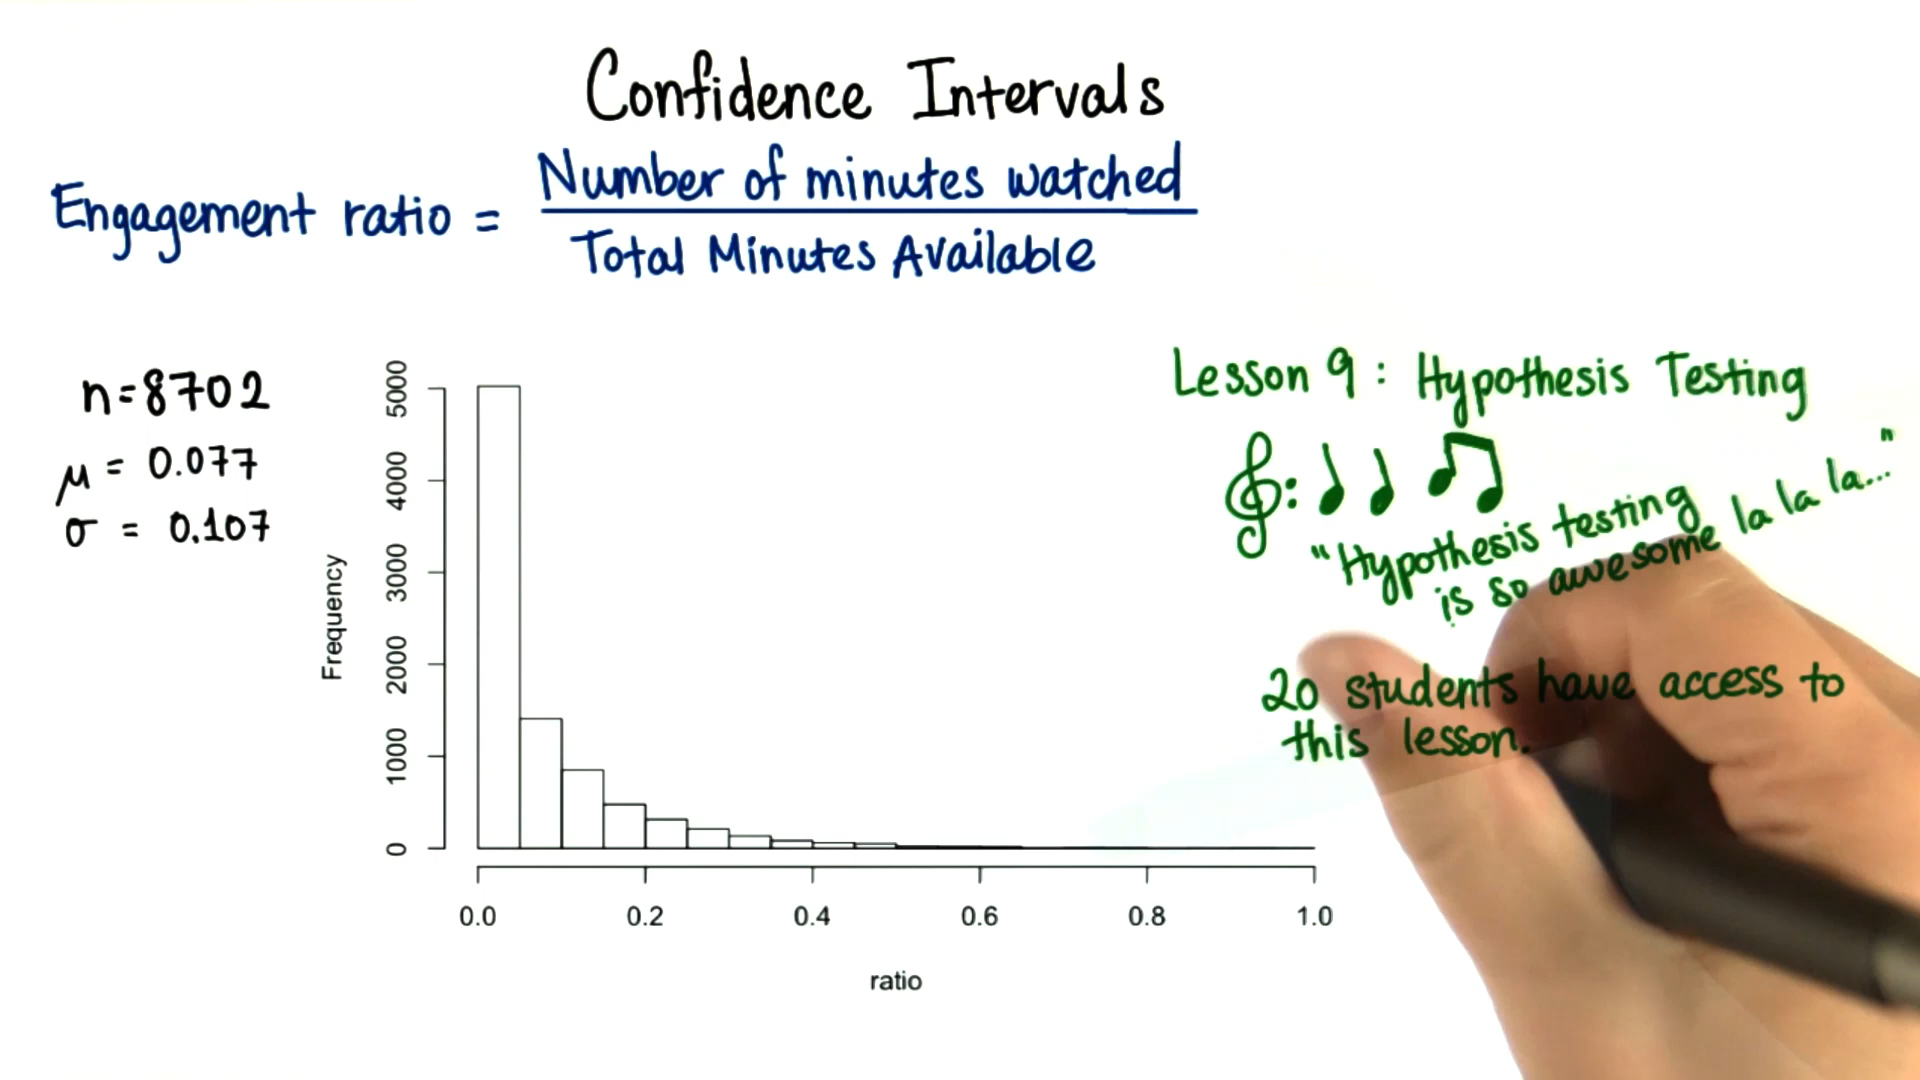 Confidence Intervals
Engagement ratio = Number of minutes watched
Total Minutes Available
n=8702
μ = 0.077
σ = 0.107
Frequency
5000
4000
3000
2000
1000
0
0.0 0.2 0.4 0.6 0.8 1.0
ratio
Lesson 9: Hypothesis Testing
"Hypothesis testing
is so awesome la la la..."
20 students have access to
this lesson.